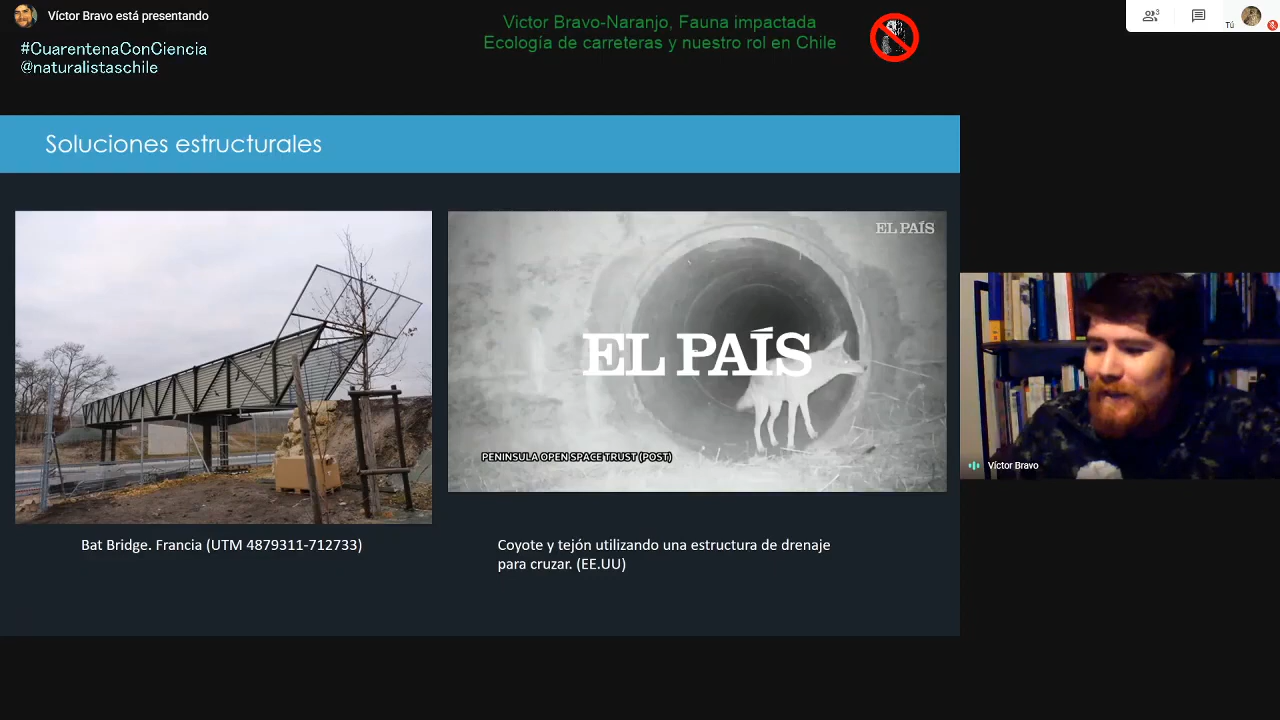 Víctor Bravo está presentando
#CuarentenaConCiencia
@naturalistaschile
Victor Bravo-Naranjo, Fauna impactada
Ecología de carreteras y nuestro rol en Chile
3
Tú
Soluciones estructurales
EL PAÍS
EL PAÍS
PENINSULA OPEN SPACE TRUST (POST)
Víctor Bravo
Bat Bridge. Francia (UTM 4879311-712733)
Coyote y tejón utilizando una estructura de drenaje
para cruzar. (EE.UU)